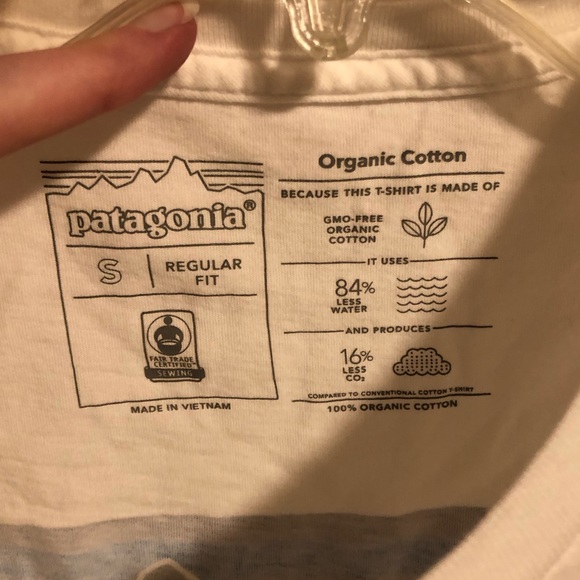 patagonia®
S
REGULAR
FIT
FAIR TRADE
CERTIFIED™
SEWING
MADE IN VIETNAM
Organic Cotton
BECAUSE THIS T-SHIRT IS MADE OF
GMO-FREE
ORGANIC
COTTON
IT USES
84%
LESS
WATER
AND PRODUCES
16%
LESS
CO₂
COMPARED TO CONVENTIONAL COTTON T-SHIRT
100% ORGANIC COTTON